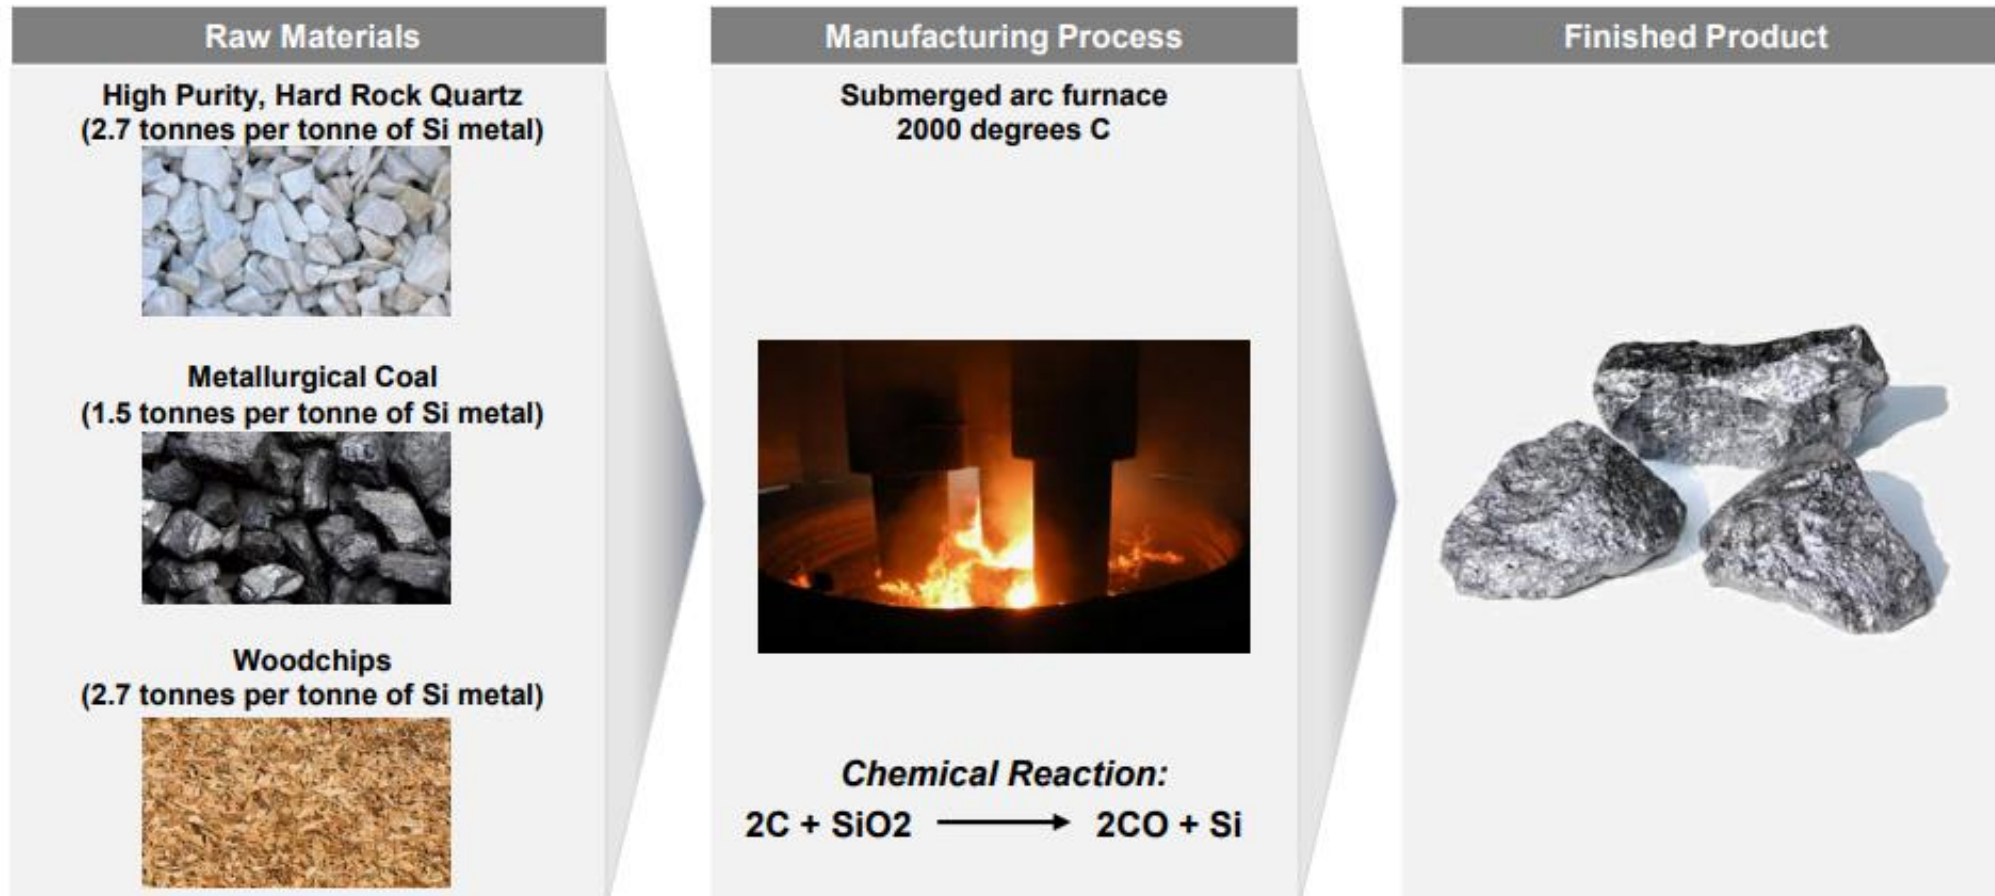 Raw Materials
High Purity, Hard Rock Quartz
(2.7 tonnes per tonne of Si metal)
Metallurgical Coal
(1.5 tonnes per tonne of Si metal)
Woodchips
(2.7 tonnes per tonne of Si metal)
Manufacturing Process
Submerged arc furnace
2000 degrees C
Chemical Reaction:
2C + SiO2 ⟶ 2CO + Si
Finished Product